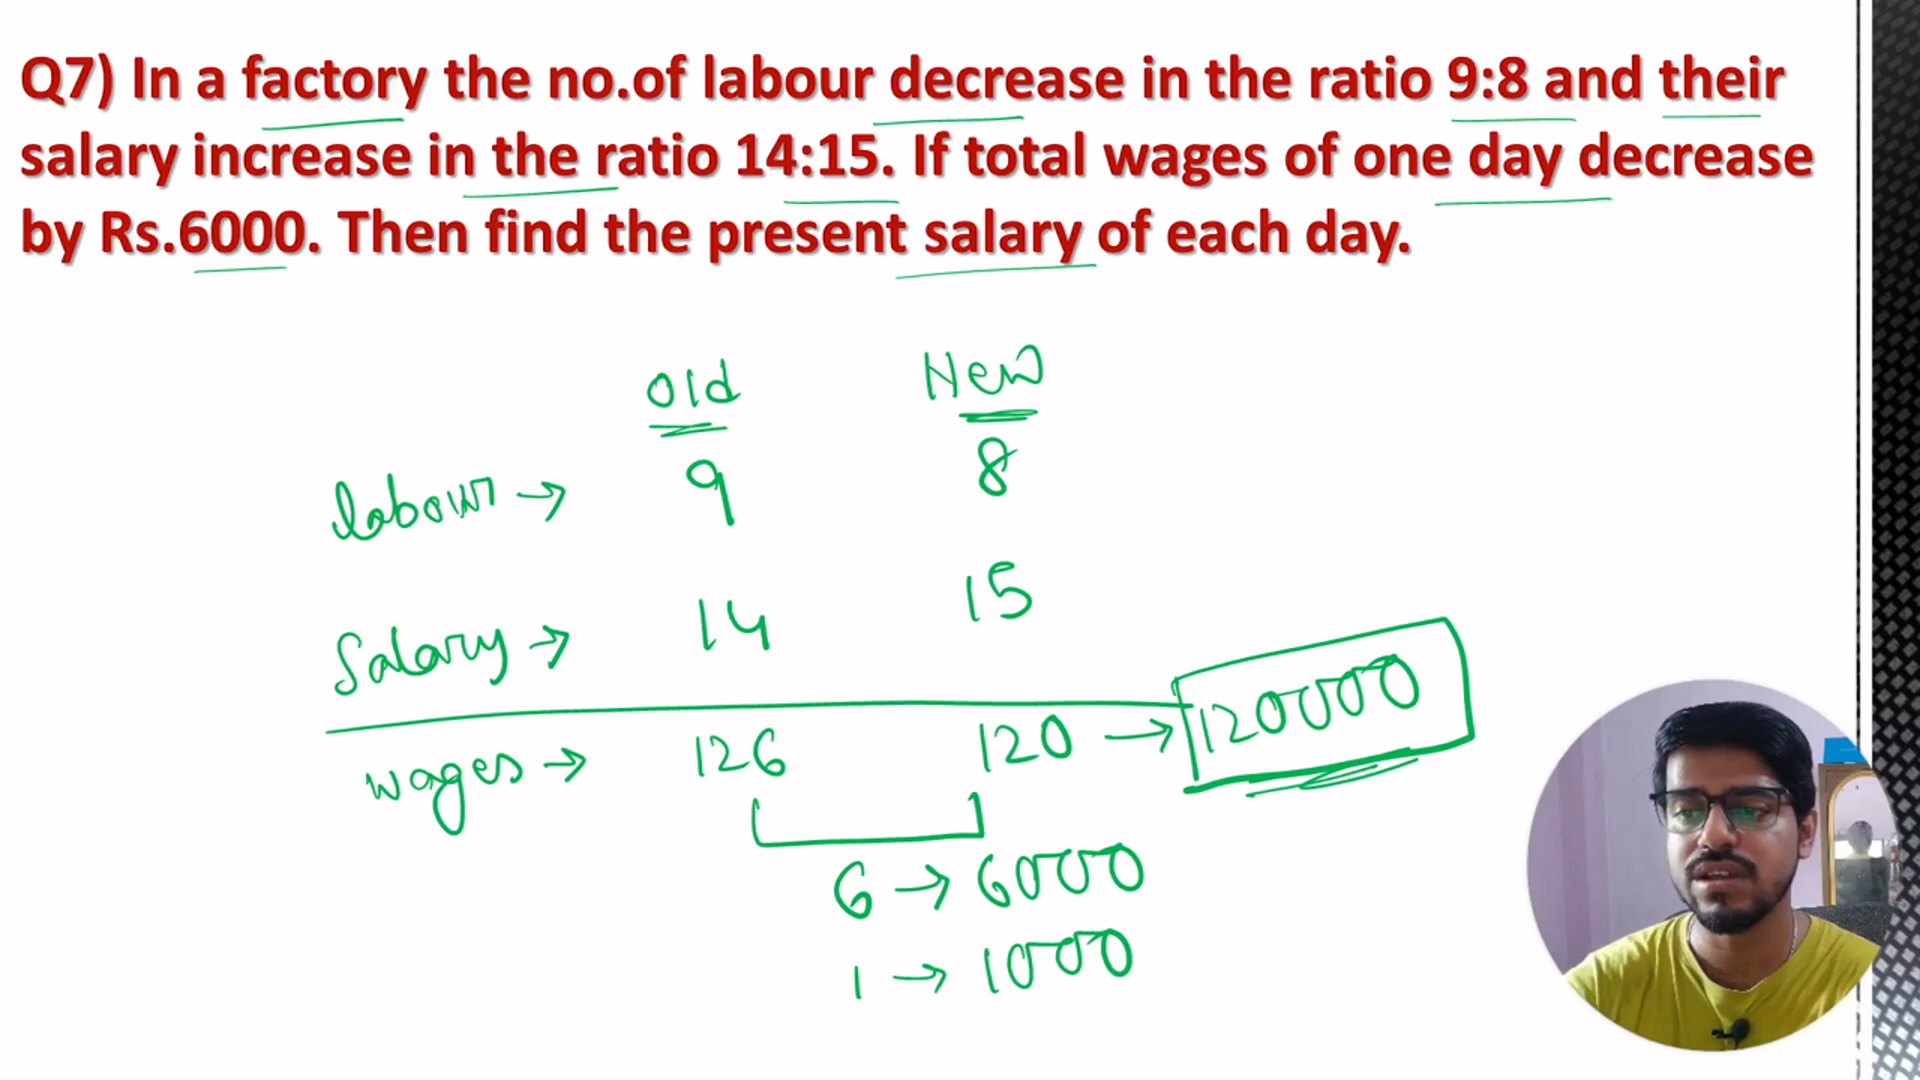 Q7) In a factory the no.of labour decrease in the ratio 9:8 and their
salary increase in the ratio 14:15. If total wages of one day decrease
by Rs.6000. Then find the present salary of each day.
Old New
labour → 9 8
Salary → 14 15
wages → 126 120 → 120000
6 → 6000
1 → 1000